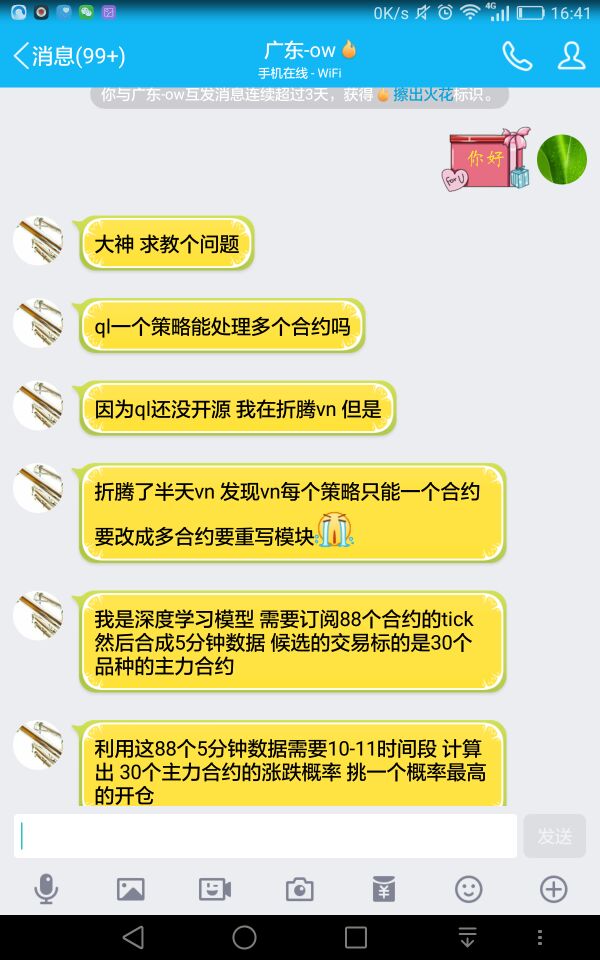 0K/s 4G 16:41
消息(99+)
广东-ow
手机在线 - WiFi
你与广东-ow互发消息连续超过3天，获得 擦出火花标识。
你好
for U
大神 求教个问题
ql一个策略能处理多个合约吗
因为ql还没开源 我在折腾vn 但是
折腾了半天vn 发现vn每个策略只能一个合约
要改成多合约要重写模块
我是深度学习模型 需要订阅88个合约的tick
然后合成5分钟数据 候选的交易标的是30个
品种的主力合约
利用这88个5分钟数据需要10-11时间段 计算
出 30个主力合约的涨跌概率 挑一个概率最高
的开仓
发送